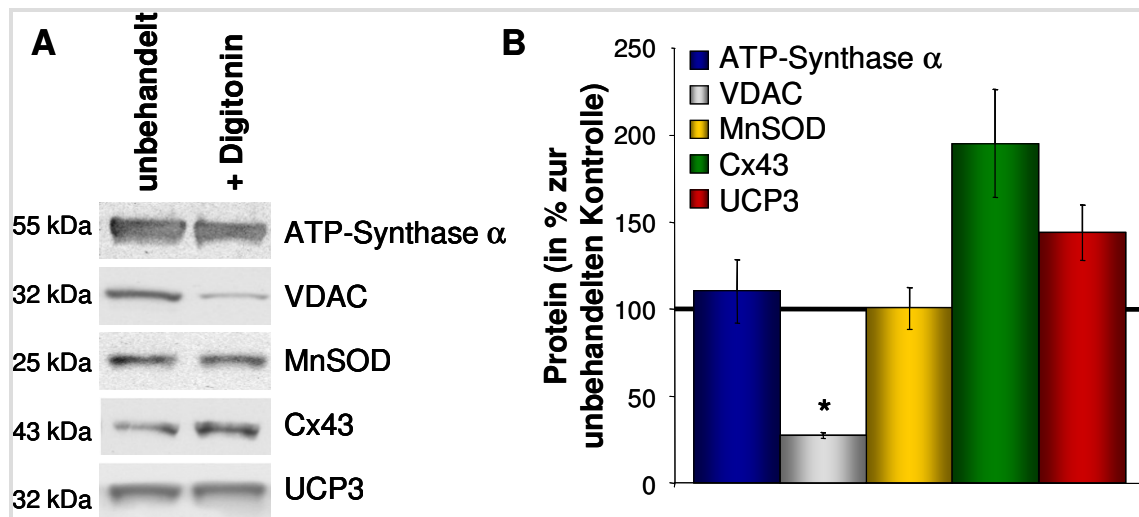 A
unbehandelt
+ Digitonin
55 kDa
ATP-Synthase α
32 kDa
VDAC
25 kDa
MnSOD
43 kDa
Cx43
32 kDa
UCP3
B
Protein (in % zur
unbehandelten Kontrolle)
250
200
150
100
50
0
ATP-Synthase α
VDAC
MnSOD
Cx43
UCP3
*